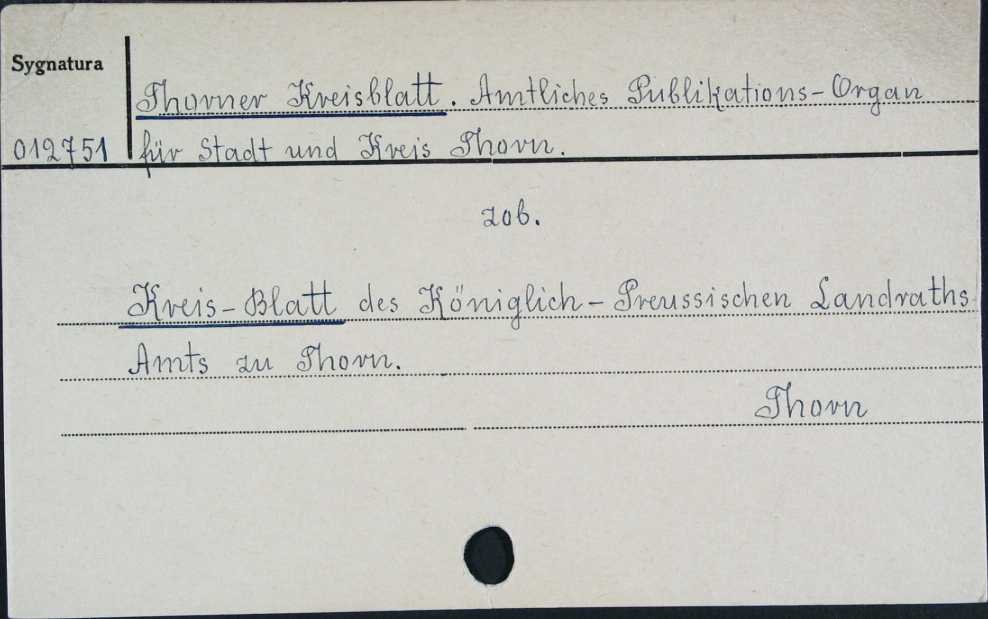 Sygnatura
Thorner Kreisblatt. Amtliches Publikations-Organ
012751 für Stadt und Kreis Thorn.
zob.
Kreis-Blatt des Königlich-Preussischen Landraths
Amts zu Thorn.
Thorn